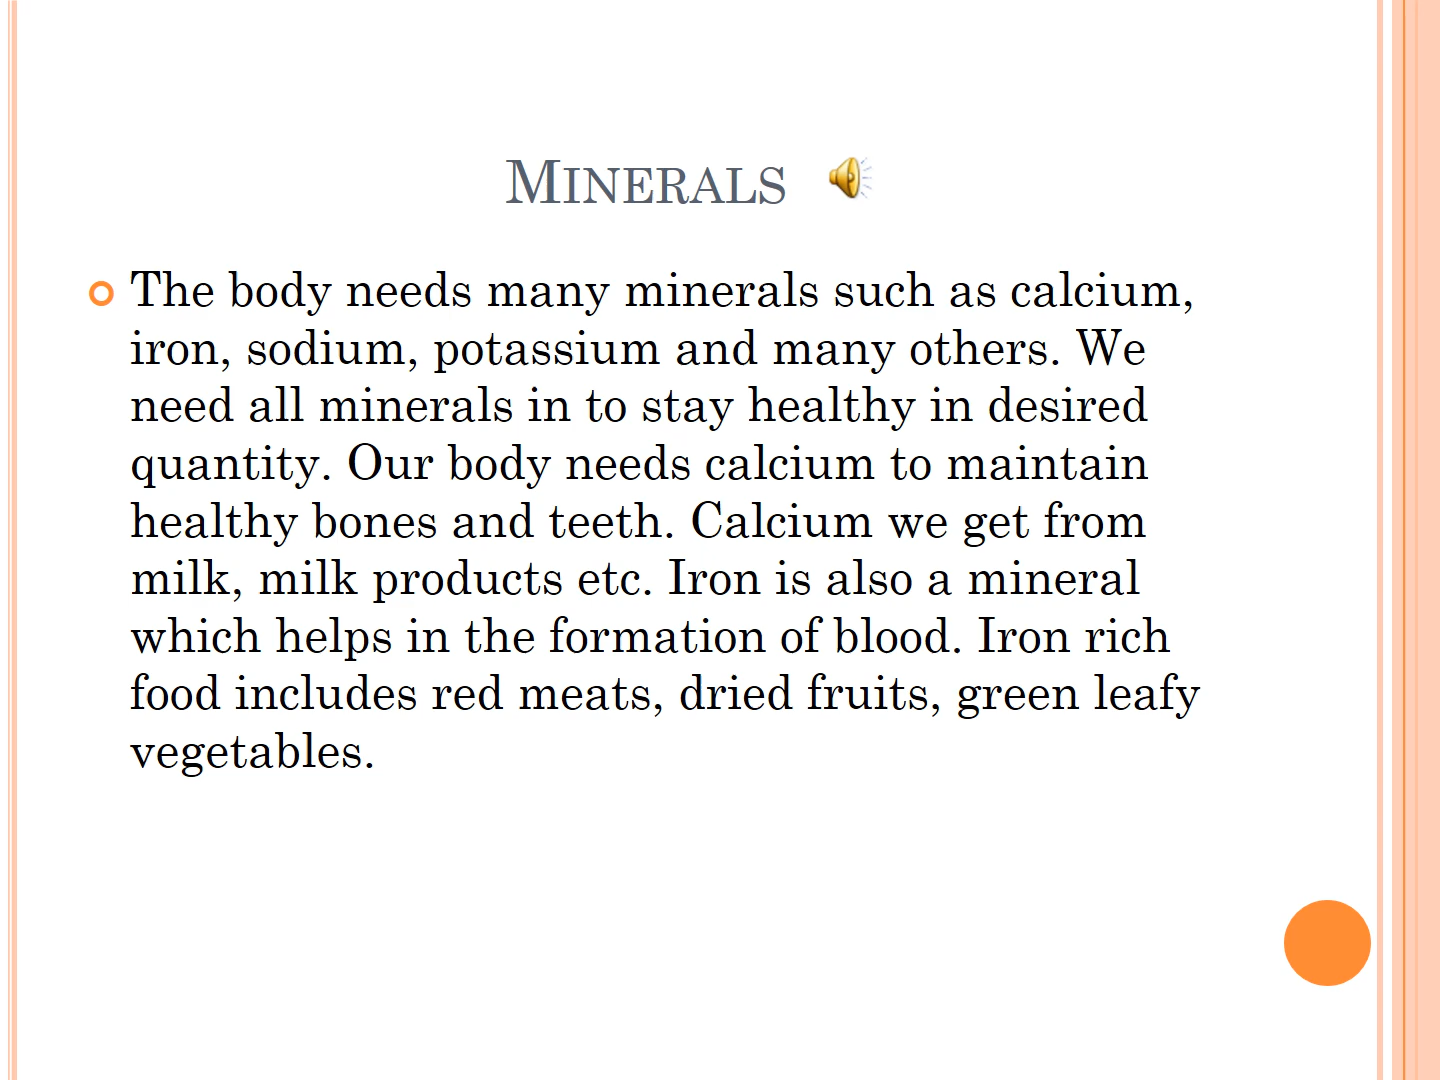 Minerals
The body needs many minerals such as calcium,
iron, sodium, potassium and many others. We
need all minerals in to stay healthy in desired
quantity. Our body needs calcium to maintain
healthy bones and teeth. Calcium we get from
milk, milk products etc. Iron is also a mineral
which helps in the formation of blood. Iron rich
food includes red meats, dried fruits, green leafy
vegetables.